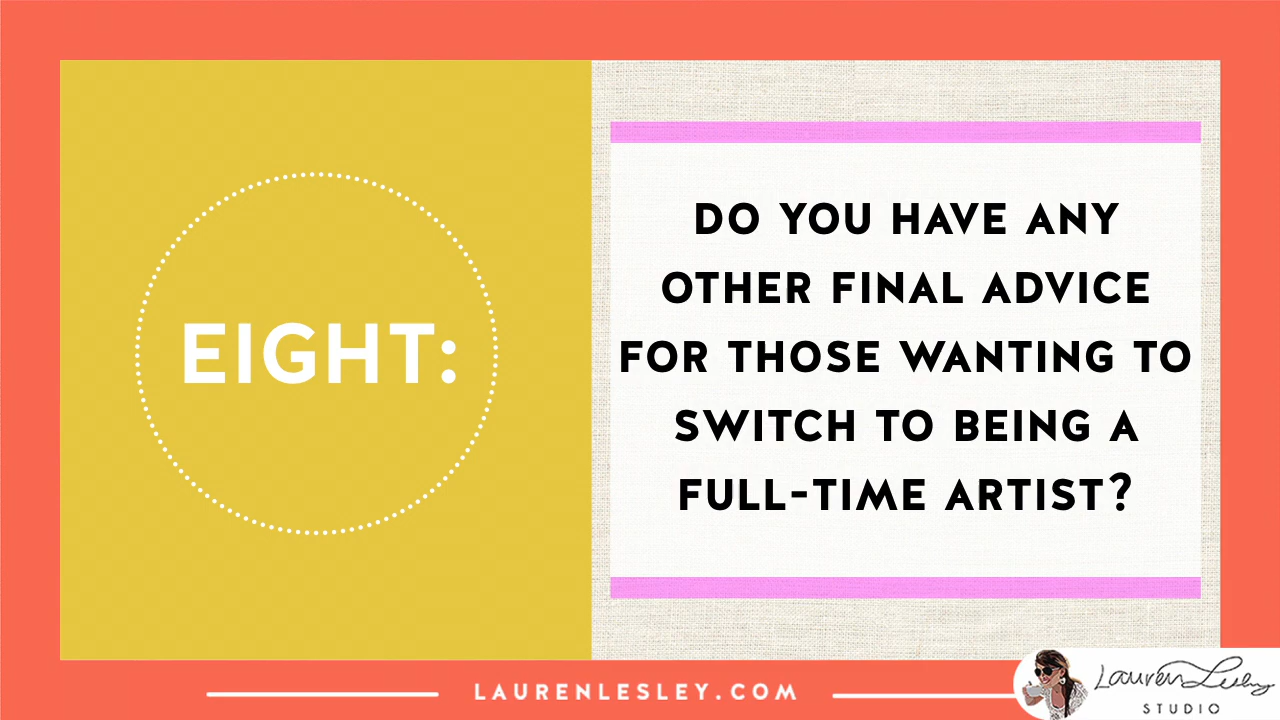 EIGHT:
DO YOU HAVE ANY
OTHER FINAL ADVICE
FOR THOSE WANTING TO
SWITCH TO BEING A
FULL-TIME ARTIST?
LAURENLESLEY.COM
Lauren Lesley
STUDIO